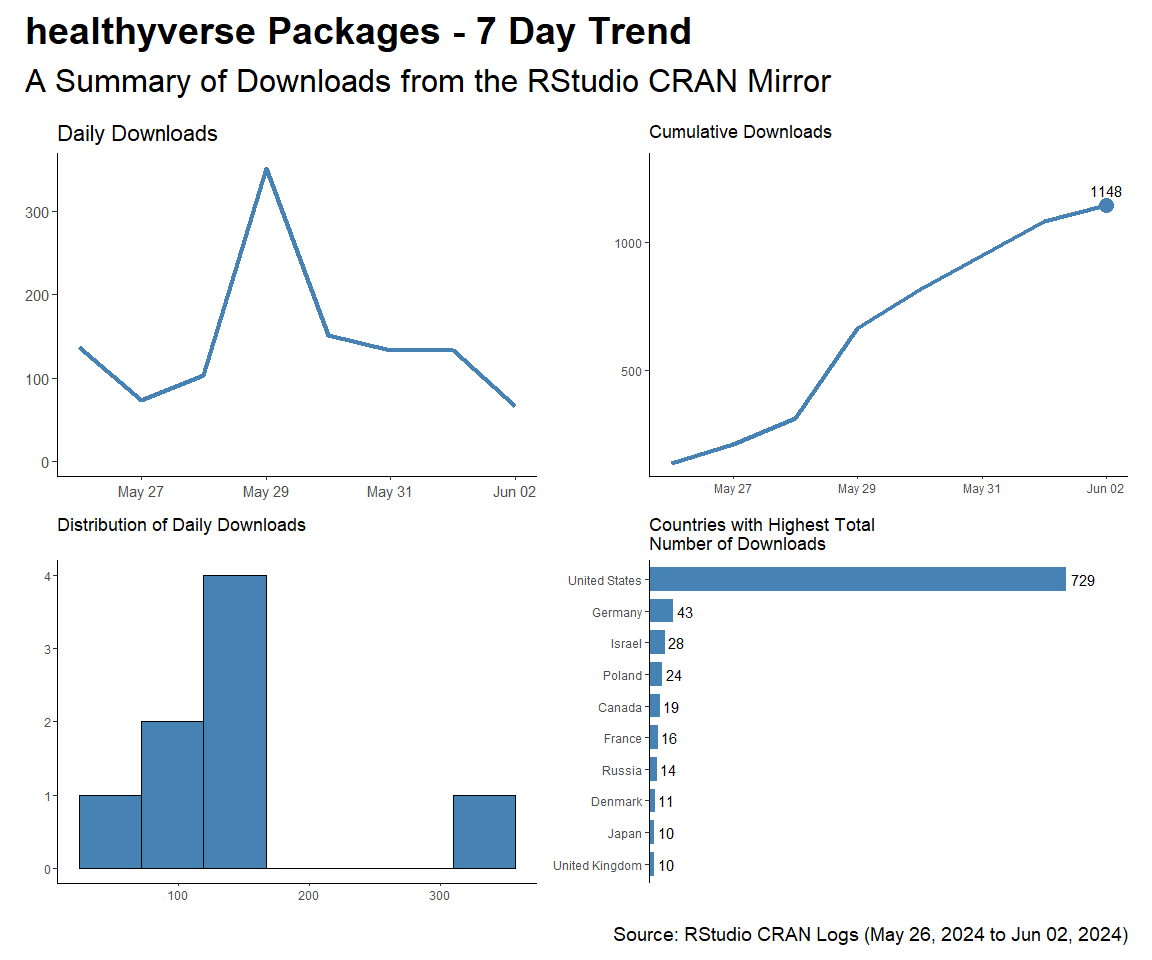 healthyverse Packages - 7 Day Trend
A Summary of Downloads from the RStudio CRAN Mirror
Daily Downloads
300
200
100
0
May 27
May 29
May 31
Jun 02
Cumulative Downloads
1148
1000
500
May 27
May 29
May 31
Jun 02
Distribution of Daily Downloads
4
3
2
1
0
100
200
300
Countries with Highest Total
Number of Downloads
United States 729
Germany 43
Israel 28
Poland 24
Canada 19
France 16
Russia 14
Denmark 11
Japan 10
United Kingdom 10
Source: RStudio CRAN Logs (May 26, 2024 to Jun 02, 2024)